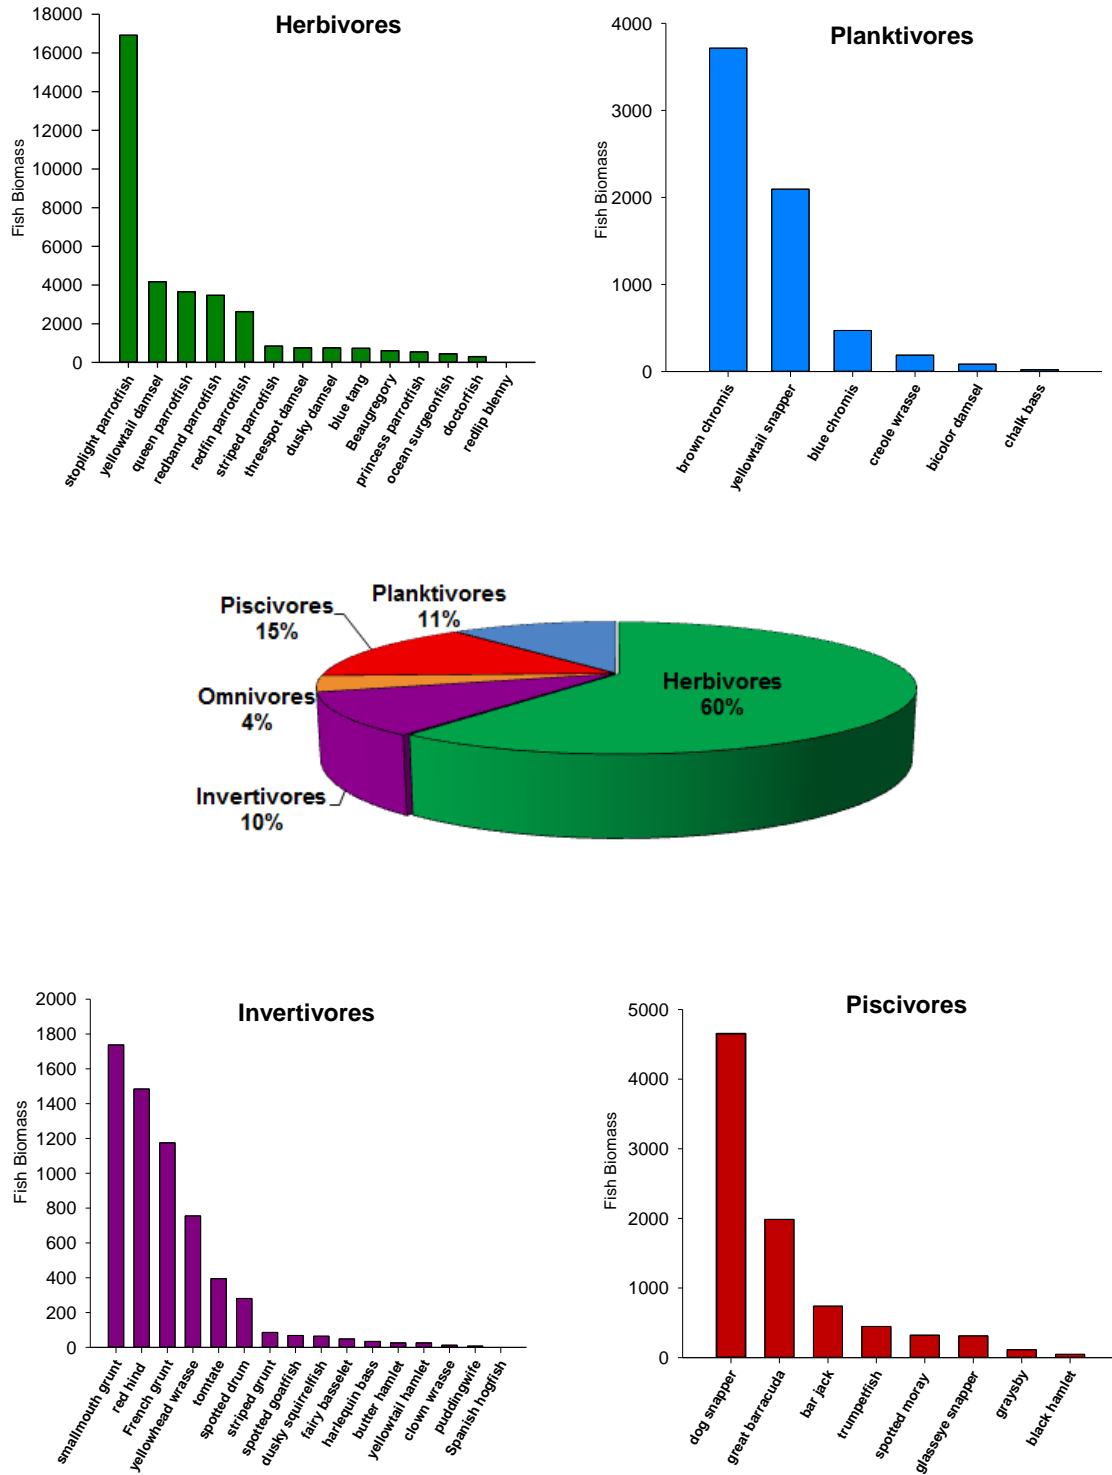 Herbivores
Fish Biomass
18000
16000
14000
12000
10000
8000
6000
4000
2000
0
stoplight parrotfish
yellowtail damsel
queen parrotfish
redband parrotfish
redfin parrotfish
striped parrotfish
threespot damsel
dusky damsel
blue tang
Beaugregory
princess parrotfish
ocean surgeonfish
doctorfish
redlip blenny
Planktivores
Fish Biomass
4000
3000
2000
1000
0
brown chromis
yellowtail snapper
blue chromis
creole wrasse
bicolor damsel
chalk bass
Planktivores
11%
Piscivores
15%
Herbivores
60%
Omnivores
4%
Invertivores
10%
Invertivores
Fish Biomass
2000
1800
1600
1400
1200
1000
800
600
400
200
0
smallmouth grunt
red hind
French grunt
yellowhead wrasse
tomtate
spotted drum
striped grunt
spotted goatfish
dusky squirrelfish
fairy basselet
harlequin bass
butter hamlet
yellowtail hamlet
clown wrasse
puddingwife
Spanish hogfish
Piscivores
Fish Biomass
5000
4000
3000
2000
1000
0
dog snapper
great barracuda
bar jack
trumpetfish
spotted moray
glasseye snapper
graysby
black hamlet